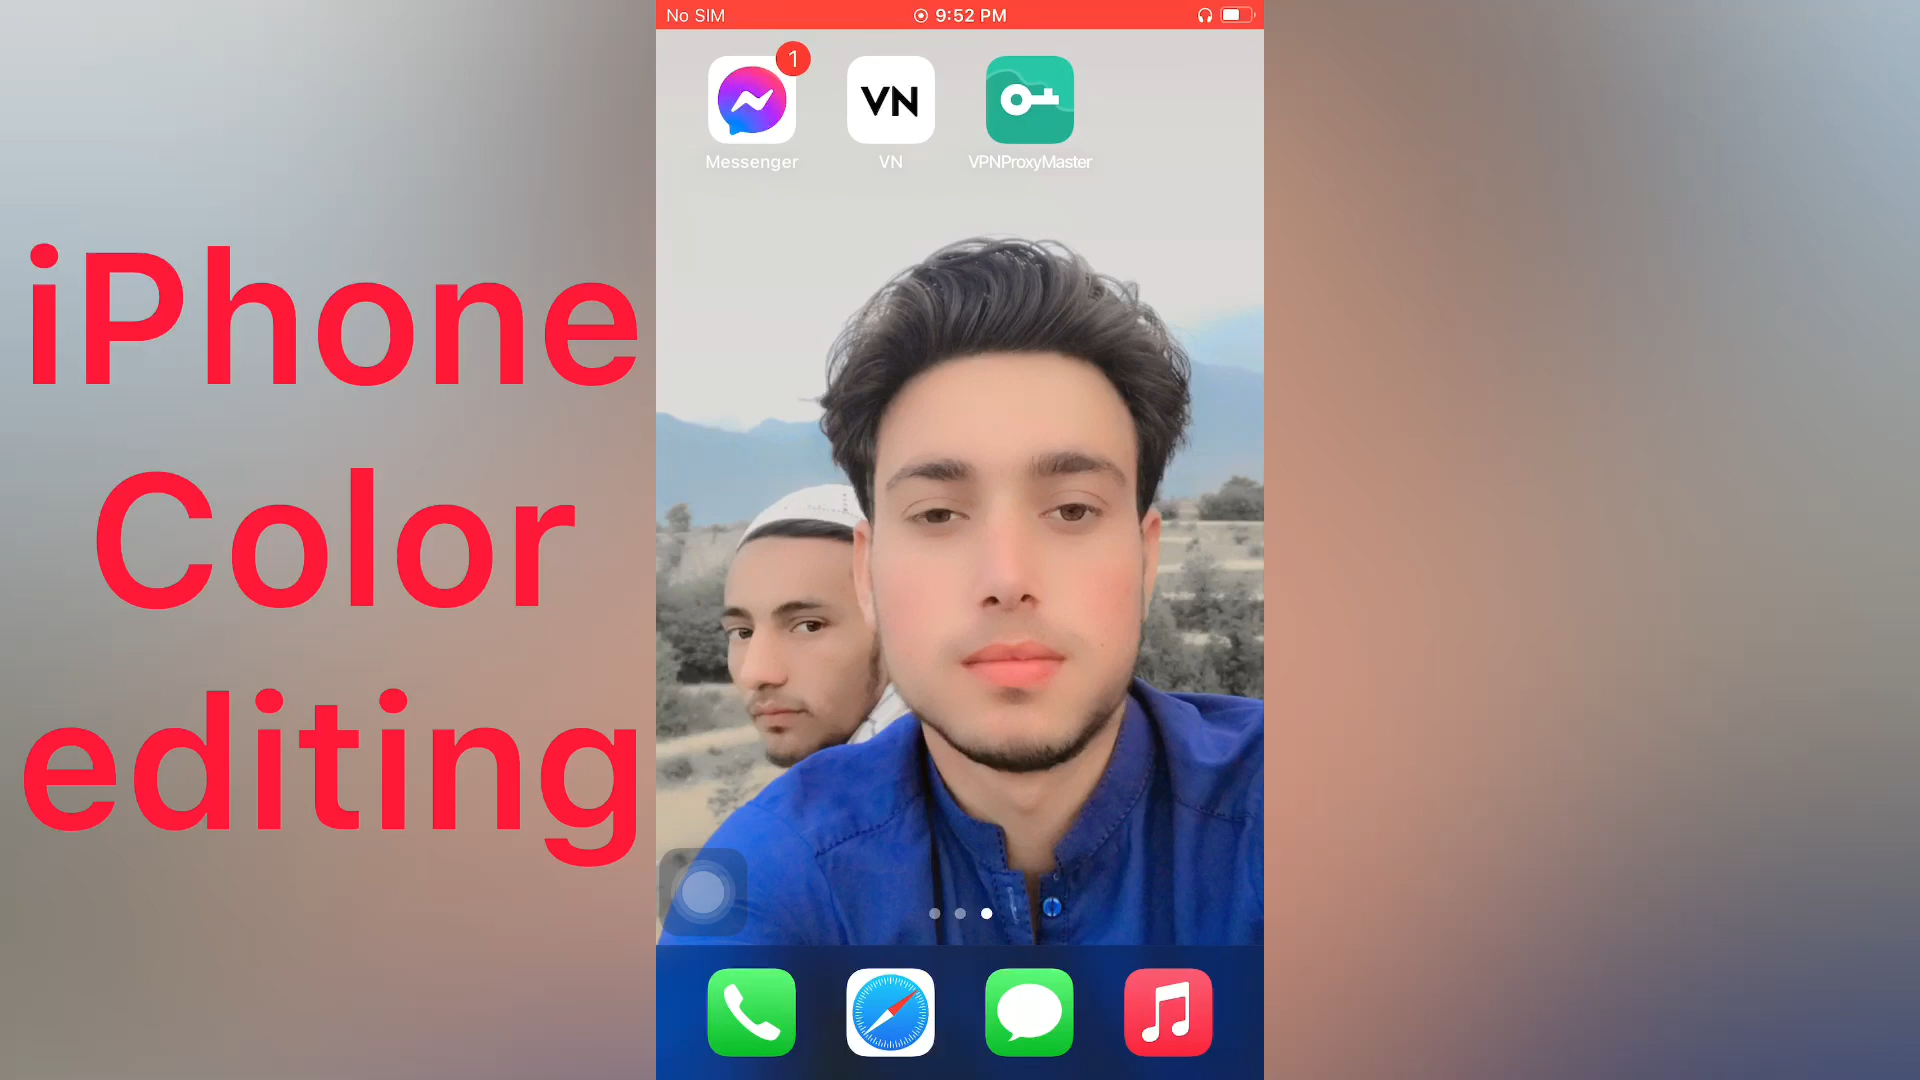 No SIM
9:52 PM
1
VN
Messenger
VN
VPNProxyMaster
iPhone
Color
editing